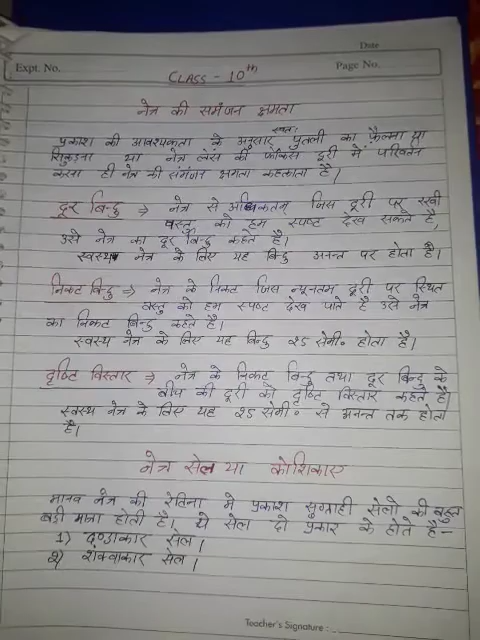 Date
Expt. No.
Page No.
CLASS - 10th
नेत्र की समंजन क्षमता
प्रकाश की आवश्यकता के अनुसार स्वतः पुतली का फैलना या
सिकुड़ना या नेत्र लेंस की फोकस दूरी में परिवर्तन
करना ही नेत्र की समंजन क्षमता कहलाता है।
दूर बिन्दु ⇒ नेत्र से अधिकतम जिस दूरी पर रखी
वस्तु को हम स्पष्ट देख सकते है,
उसे नेत्र का दूर बिन्दु कहते है।
स्वस्थ नेत्र के लिए यह बिन्दु अनन्त पर होता है।
निकट बिन्दु ⇒ नेत्र के निकट जिस न्यूनतम दूरी पर स्थित
वस्तु को हम स्पष्ट देख पाते है उसे नेत्र
का निकट बिन्दु कहते है।
स्वस्थ नेत्र के लिए यह बिन्दु २5 सेमी० होता है।
दृष्टि विस्तार ⇒ नेत्र के निकट बिन्दु तथा दूर बिन्दु के
बीच की दूरी को दृष्टि विस्तार कहते है।
स्वस्थ नेत्र के लिए यह २5 सेमी० से अनन्त तक होता
है।
नेत्र सेल या कोशिकाए
मानव नेत्र की रेटिना मे प्रकाश सुग्राही सेलो की बहुत
बड़ी मात्रा होती है। ये सेल दो प्रकार के होते है-
1) दण्डाकार सेल।
२) शंक्वाकार सेल।
Teacher's Signature :